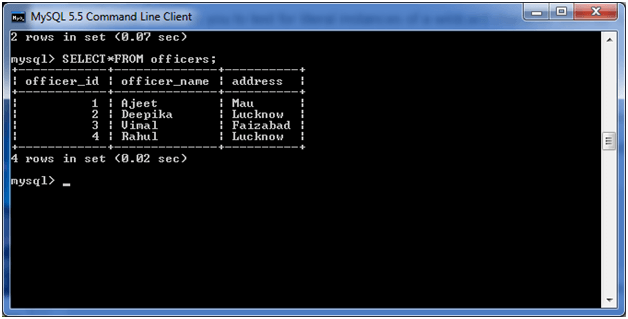 MySQL 5.5 Command Line Client
2 rows in set (0.07 sec)
mysql> SELECT*FROM officers;
+------------+--------------+-----------+
| officer_id | officer_name | address   |
+------------+--------------+-----------+
|          1 | Ajeet        | Mau       |
|          2 | Deepika      | Lucknow   |
|          3 | Vimal        | Faizabad  |
|          4 | Rahul        | Lucknow   |
+------------+--------------+-----------+
4 rows in set (0.02 sec)
mysql> _